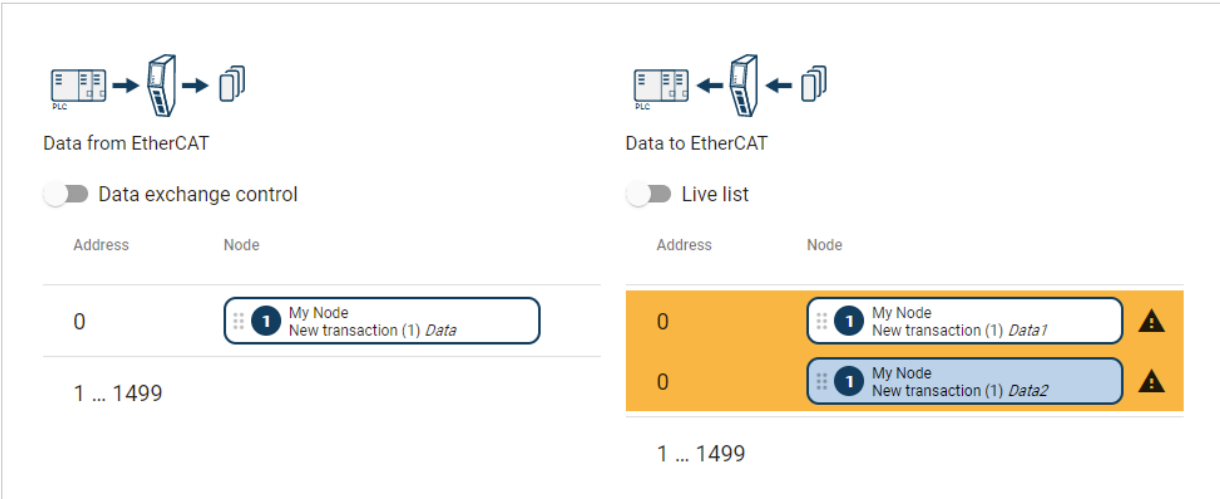 PLC
Data from EtherCAT
Data exchange control
Address Node
0 1 My Node
New transaction (1) Data
1 ... 1499
PLC
Data to EtherCAT
Live list
Address Node
0 1 My Node
New transaction (1) Data1
0 1 My Node
New transaction (1) Data2
1 ... 1499